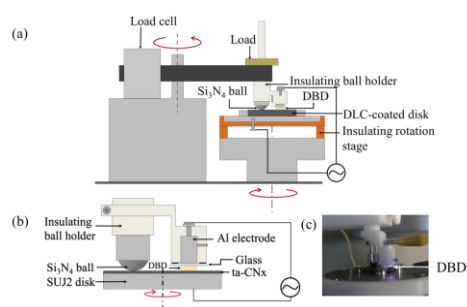 (a)
Load cell
Load
Insulating ball holder
Si3N4 ball
DBD
DLC-coated disk
Insulating rotation
stage
(b)
Insulating
ball holder
Al electrode
Si3N4 ball
DBD
Glass
ta-CNx
SUJ2 disk
(c)
DBD